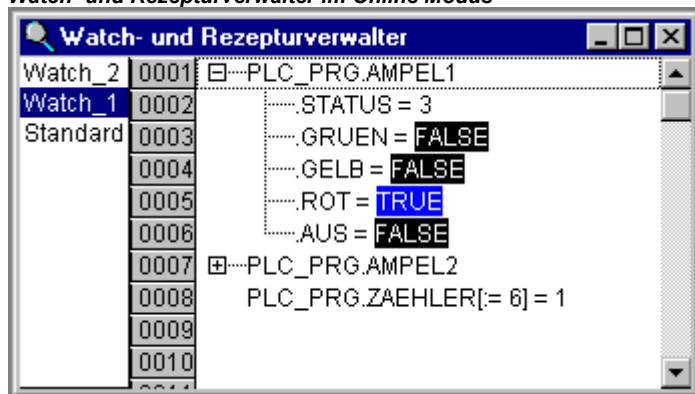 Watch- und Rezepturverwalter im Online Modus
Watch- und Rezepturverwalter
Watch_2 0001 PLC_PRG.AMPEL1
Watch_1 0002 .STATUS = 3
Standard 0003 .GRUEN = FALSE
0004 .GELB = FALSE
0005 .ROT = TRUE
0006 .AUS = FALSE
0007 PLC_PRG.AMPEL2
0008 PLC_PRG.ZAEHLER[:= 6] = 1
0009
0010